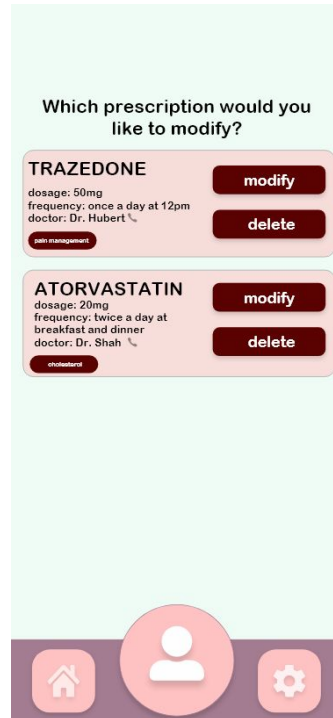 Which prescription would you
like to modify?
TRAZEDONE
dosage: 50mg
frequency: once a day at 12pm
doctor: Dr. Hubert
pain management
modify
delete
ATORVASTATIN
dosage: 20mg
frequency: twice a day at
breakfast and dinner
doctor: Dr. Shah
cholesterol
modify
delete